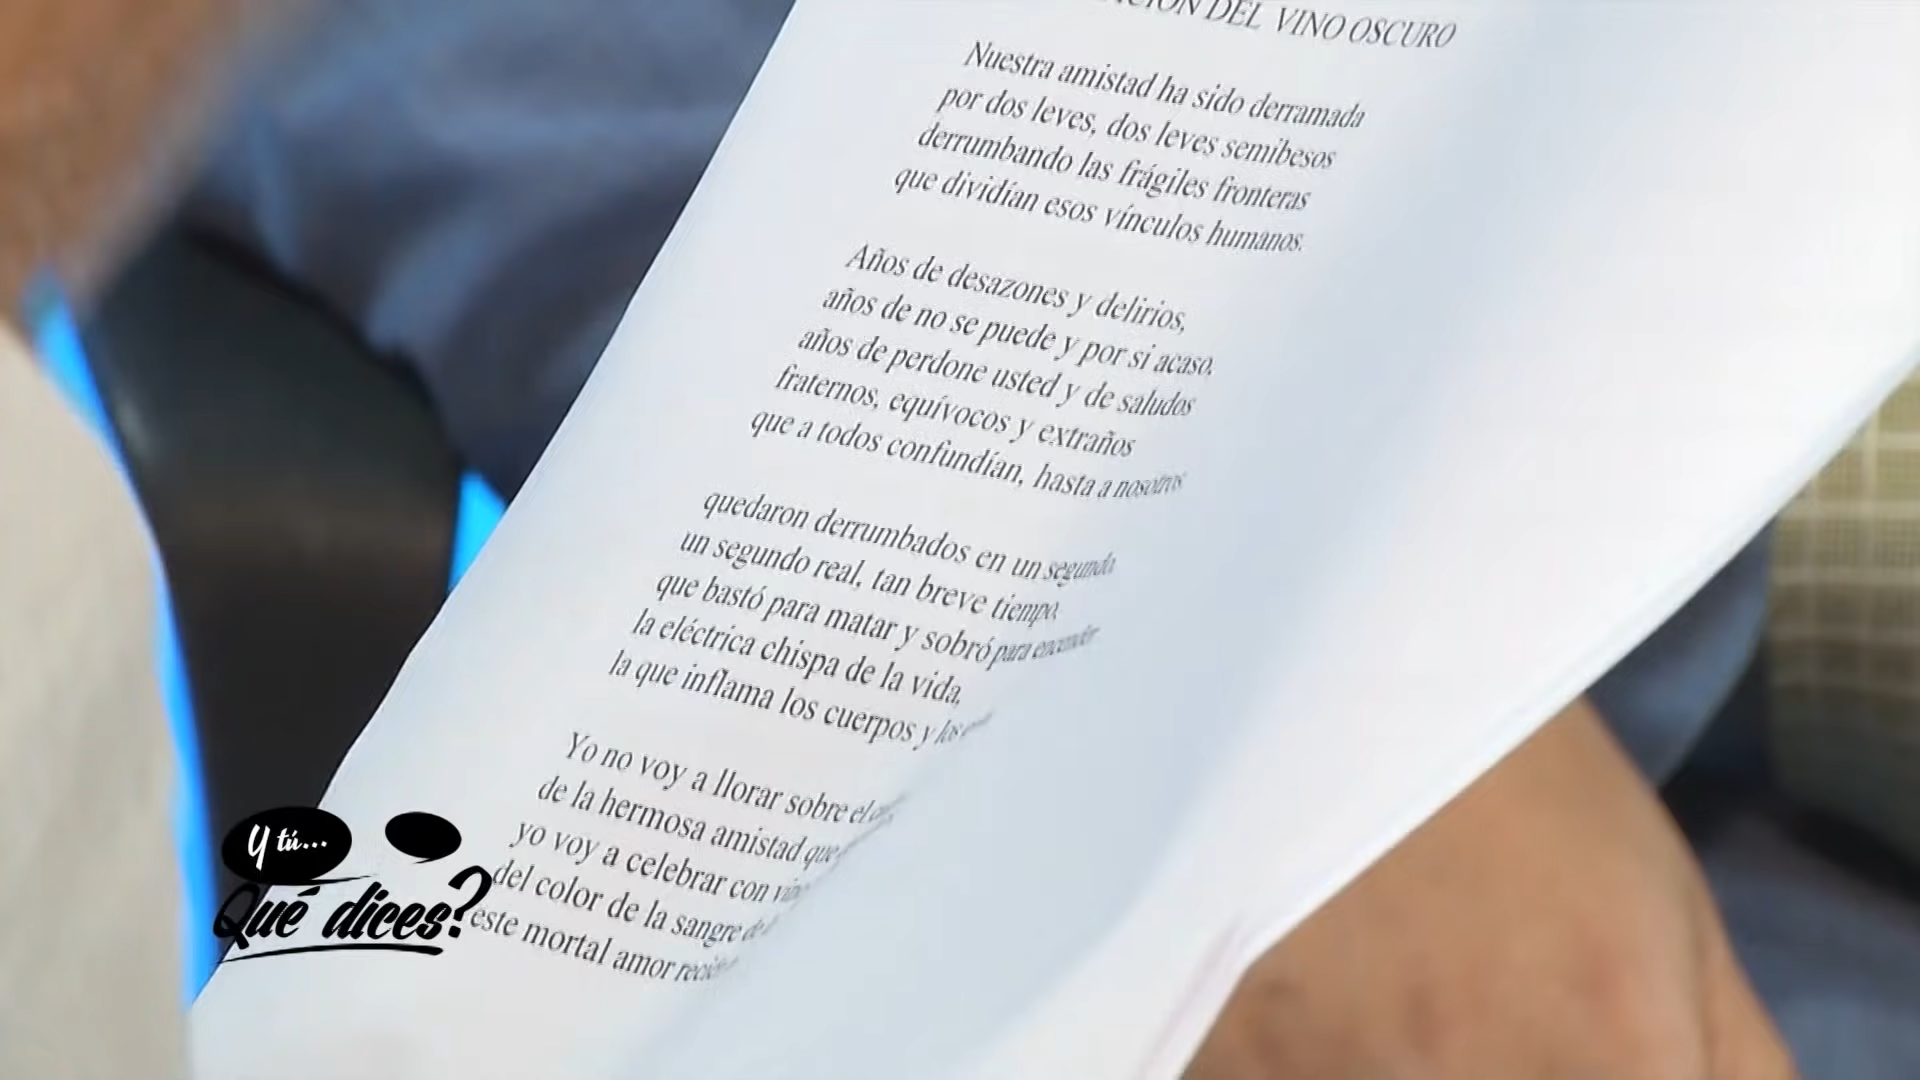 DEL VINO OSCURO
Nuestra amistad ha sido derramada
por dos leves, dos leves semibesos
derrumbando las frágiles fronteras
que dividían esos vínculos humanos.
Años de desazones y delirios,
años de no se puede y por si acaso,
años de perdone usted y de saludos
fraternos, equívocos y extraños
que a todos confundían, hasta a nosotros
quedaron derrumbados en un segundo,
un segundo real, tan breve tiempo,
que bastó para matar y sobró para encender
la eléctrica chispa de la vida,
la que inflama los cuerpos y los
Yo no voy a llorar sobre el
de la hermosa amistad que
yo voy a celebrar con
del color de la sangre de
este mortal amor
Y tú...
Qué dices?